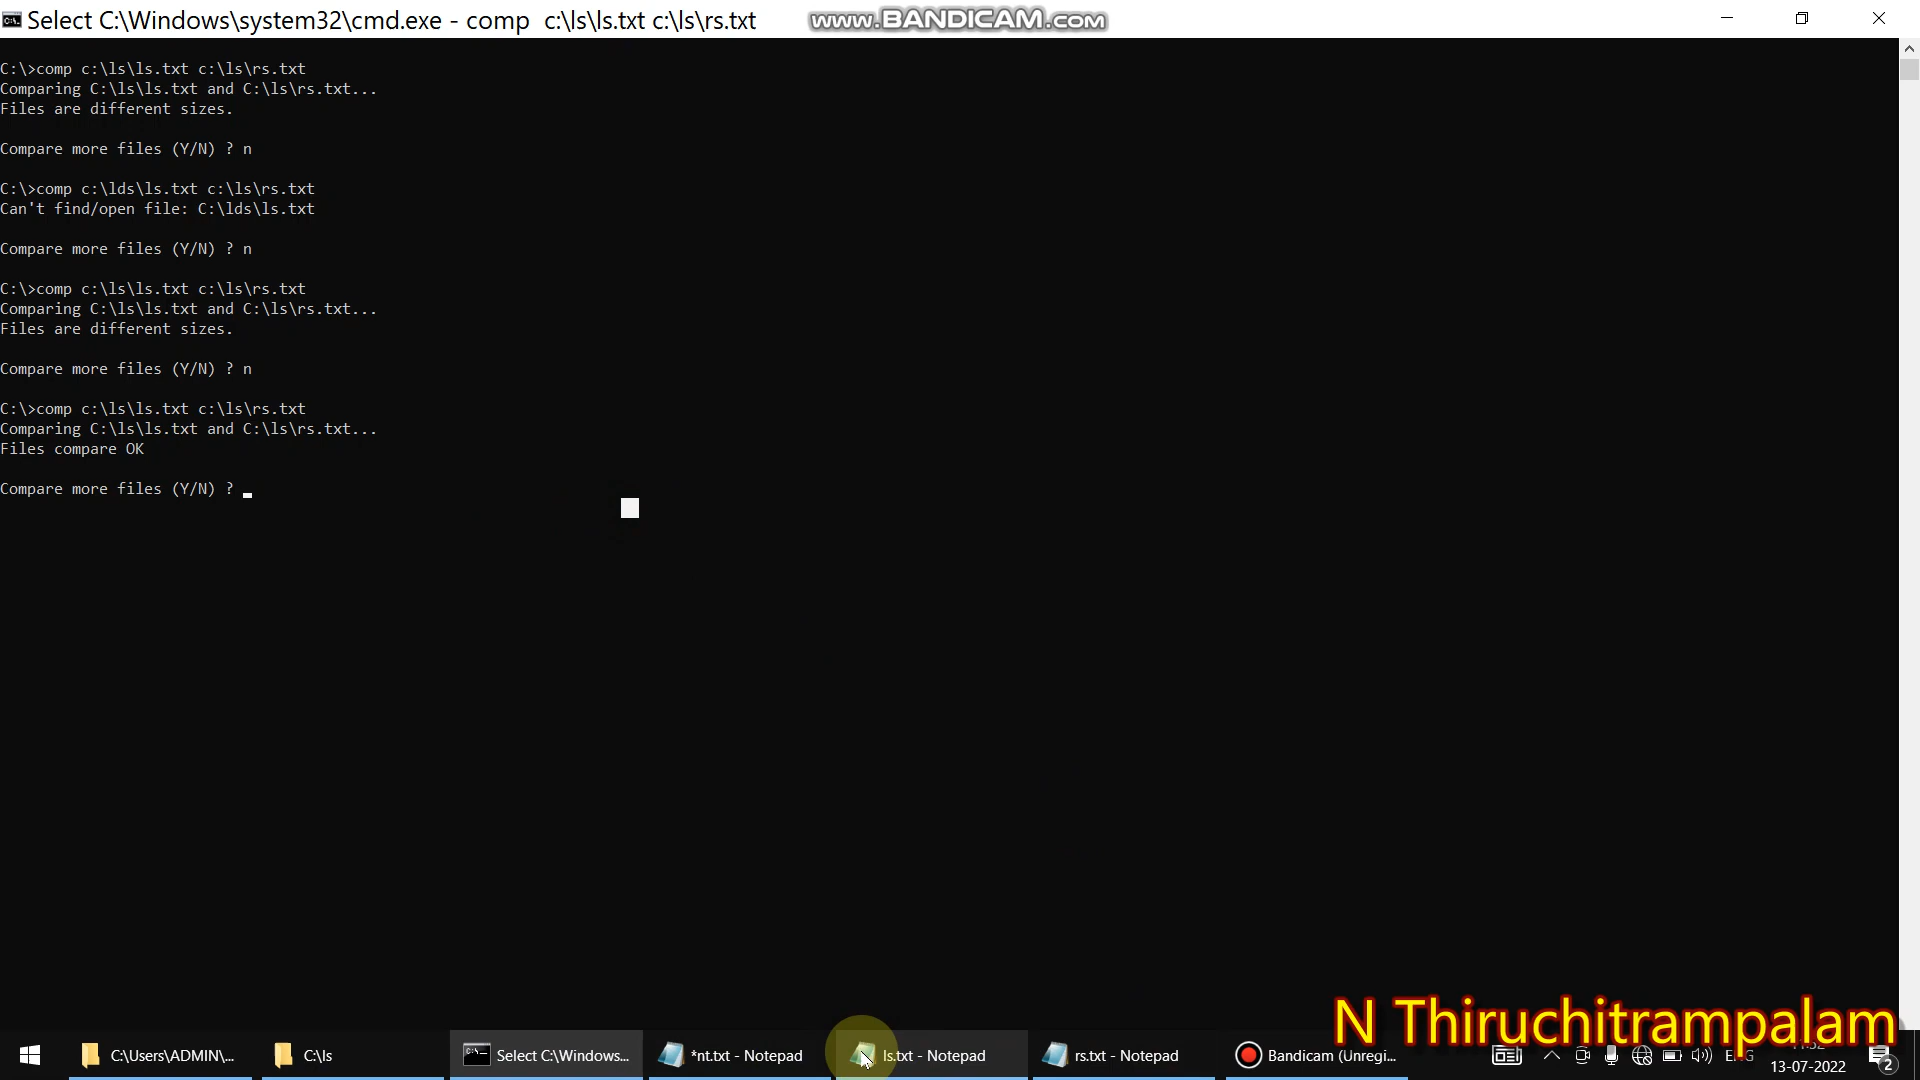 Select C:\Windows\system32\cmd.exe - comp  c:\ls\ls.txt c:\ls\rs.txt
www.BANDICAM.com
C:\>comp c:\ls\ls.txt c:\ls\rs.txt
Comparing C:\ls\ls.txt and C:\ls\rs.txt...
Files are different sizes.
Compare more files (Y/N) ? n
C:\>comp c:\lds\ls.txt c:\ls\rs.txt
Can't find/open file: C:\lds\ls.txt
Compare more files (Y/N) ? n
C:\>comp c:\ls\ls.txt c:\ls\rs.txt
Comparing C:\ls\ls.txt and C:\ls\rs.txt...
Files are different sizes.
Compare more files (Y/N) ? n
C:\>comp c:\ls\ls.txt c:\ls\rs.txt
Comparing C:\ls\ls.txt and C:\ls\rs.txt...
Files compare OK
Compare more files (Y/N) ?
N Thiruchitrampalam
C:\Users\ADMIN\...
C:\ls
Select C:\Windows...
*nt.txt - Notepad
ls.txt - Notepad
rs.txt - Notepad
Bandicam (Unregi...
13-07-2022
2